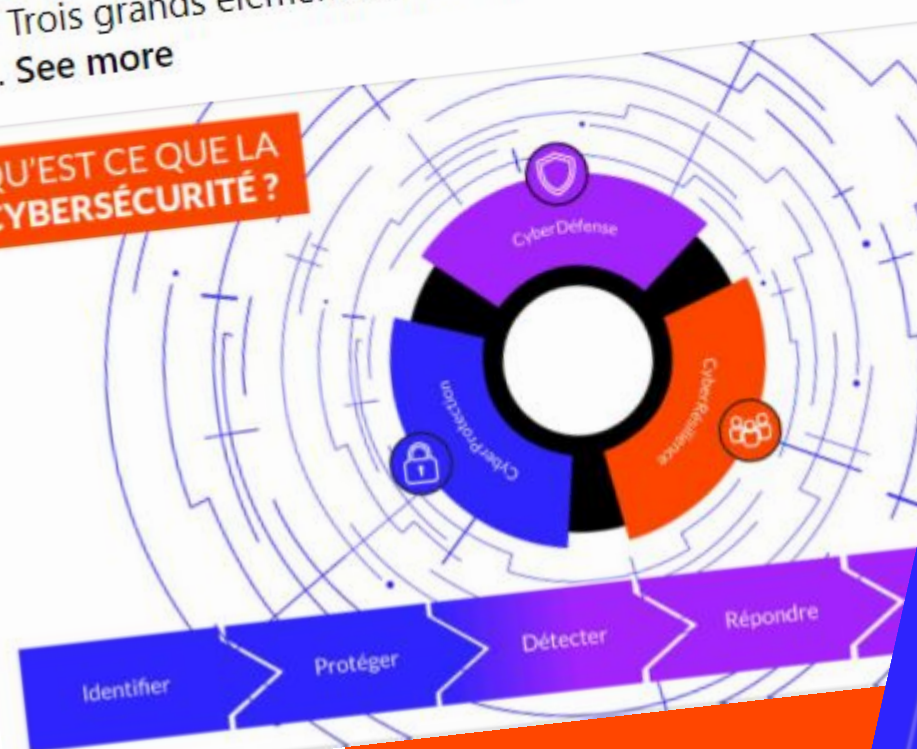 Trois grands
. See more
QU'EST CE QUE LA
CYBERSÉCURITÉ ?
CyberDéfense
CyberProtection
CyberRésilience
Identifier
Protéger
Détecter
Répondre